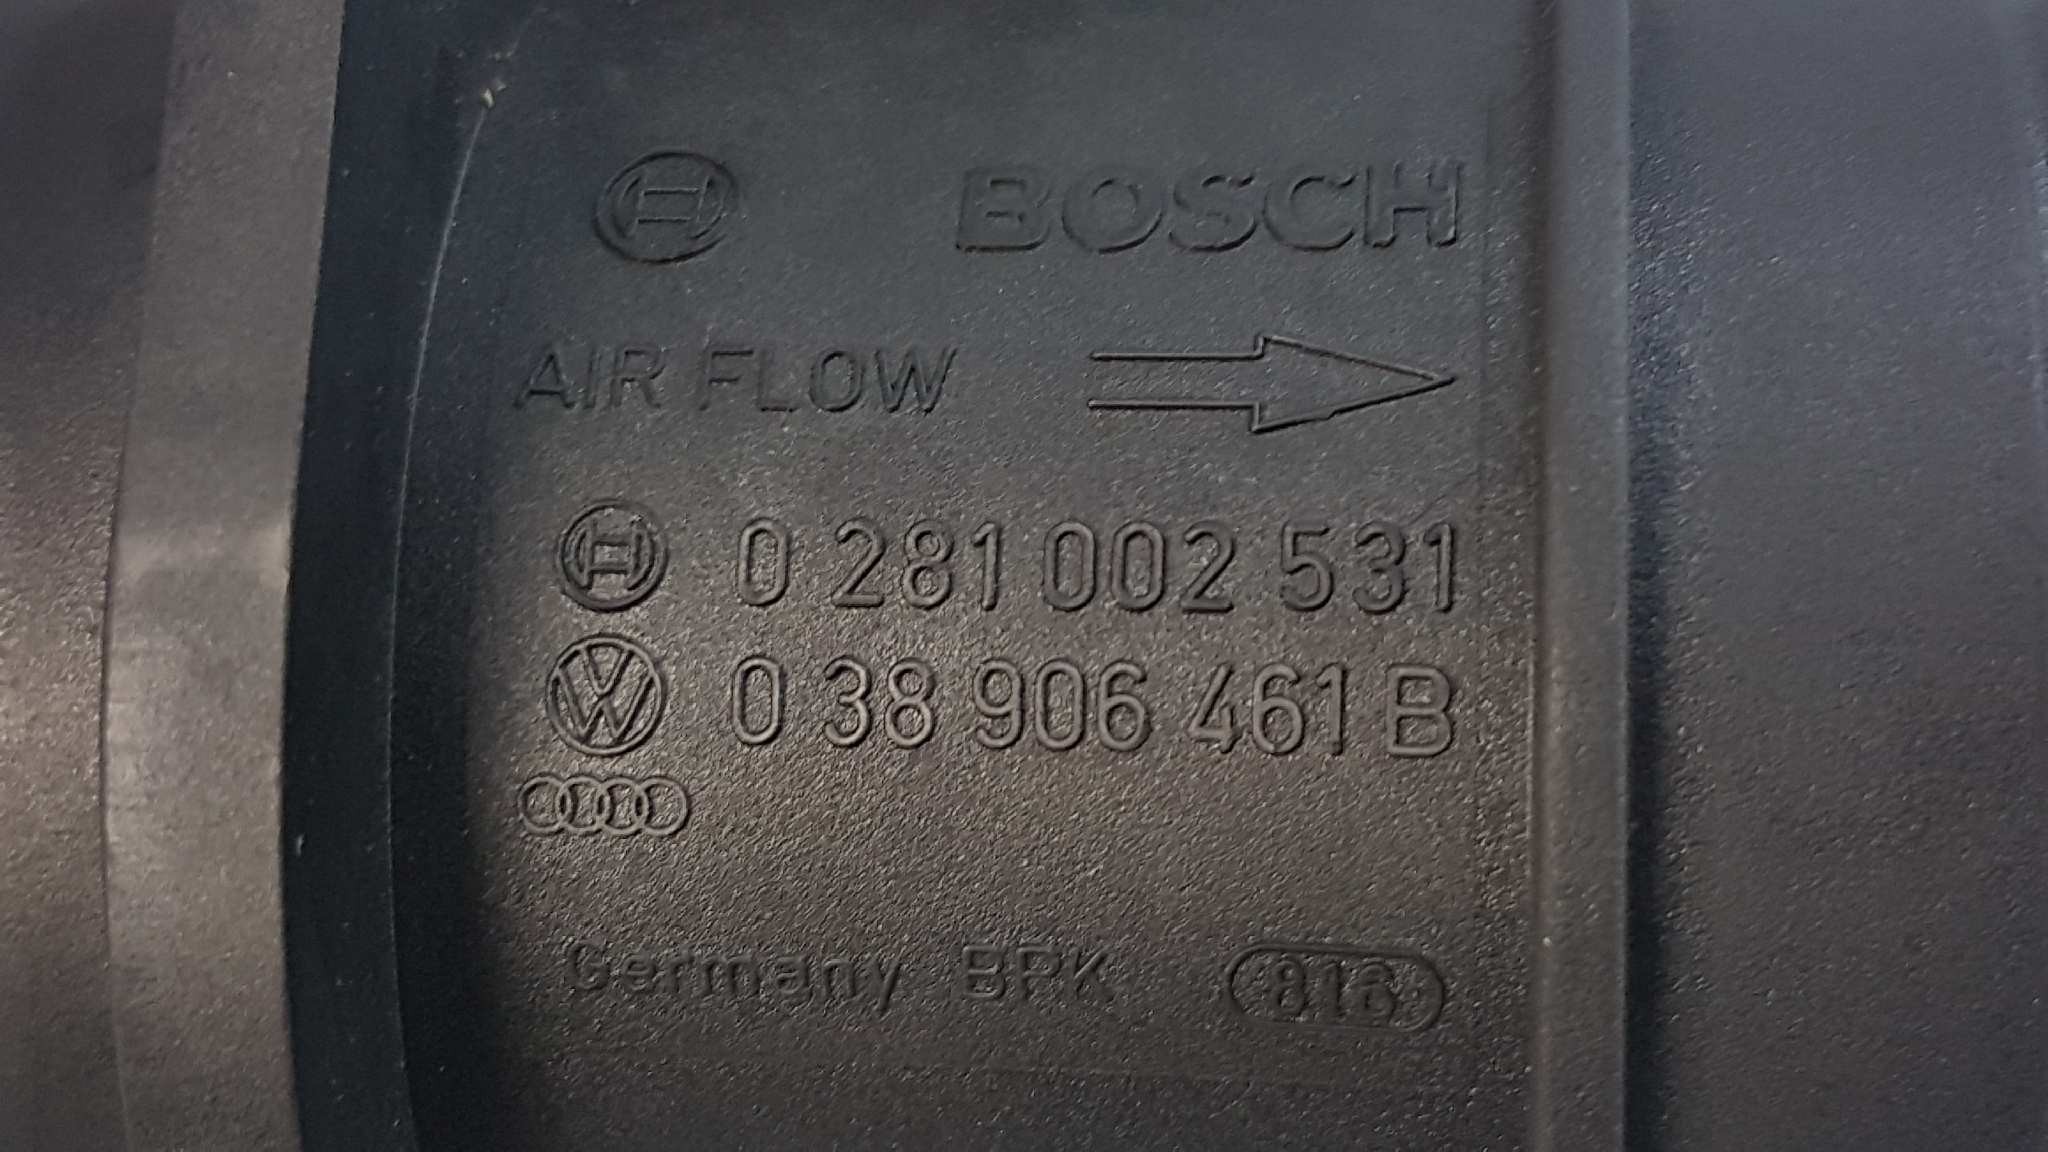 BOSCH
AIR FLOW
0 281 002 531
0 38 906 461 B
Germany BPK 816